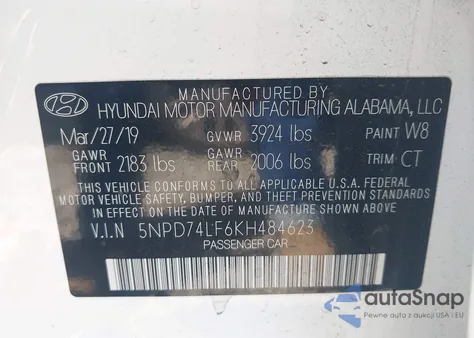 MANUFACTURED BY
HYUNDAI MOTOR MANUFACTURING ALABAMA, LLC
Mar/27/19 GVWR 3924 lbs PAINT W8
GAWR FRONT 2183 lbs GAWR REAR 2006 lbs TRIM CT
THIS VEHICLE CONFORMS TO ALL APPLICABLE U.S.A. FEDERAL
MOTOR VEHICLE SAFETY, BUMPER, AND THEFT PREVENTION
STANDARDS IN EFFECT ON THE DATE OF MANUFACTURE SHOWN ABOVE.
V.I.N 5NPD74LF6KH484623
PASSENGER CAR
autaSnap
Pewne auta z aukcji USA i EU